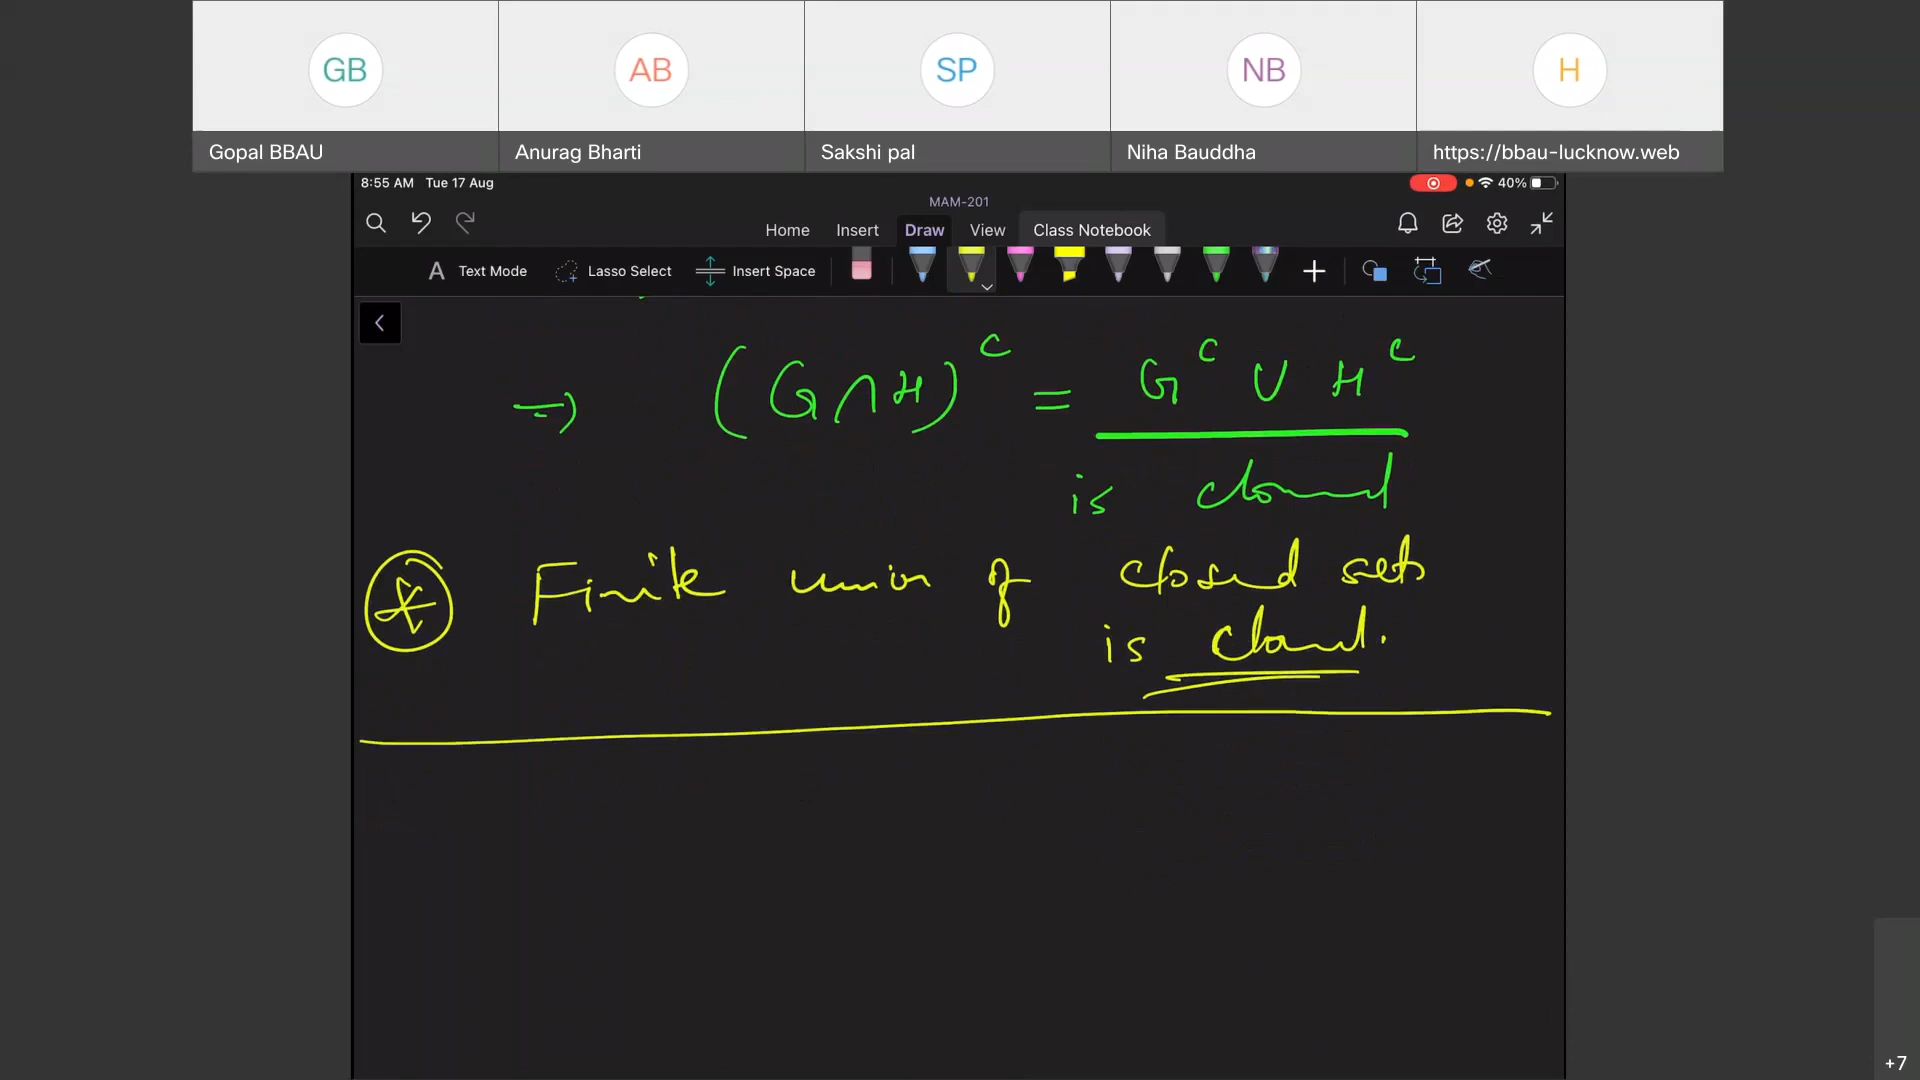 GB AB SP NB H
Gopal BBAU Anurag Bharti Sakshi pal Niha Bauddha https://bbau-lucknow.web
8:55 AM Tue 17 Aug 40%
MAM-201
Home Insert Draw View Class Notebook
A Text Mode Lasso Select Insert Space
→ (G∩H)ᶜ = Gᶜ ∪ Hᶜ
is closed
Finite union of closed sets
is closed.
+7